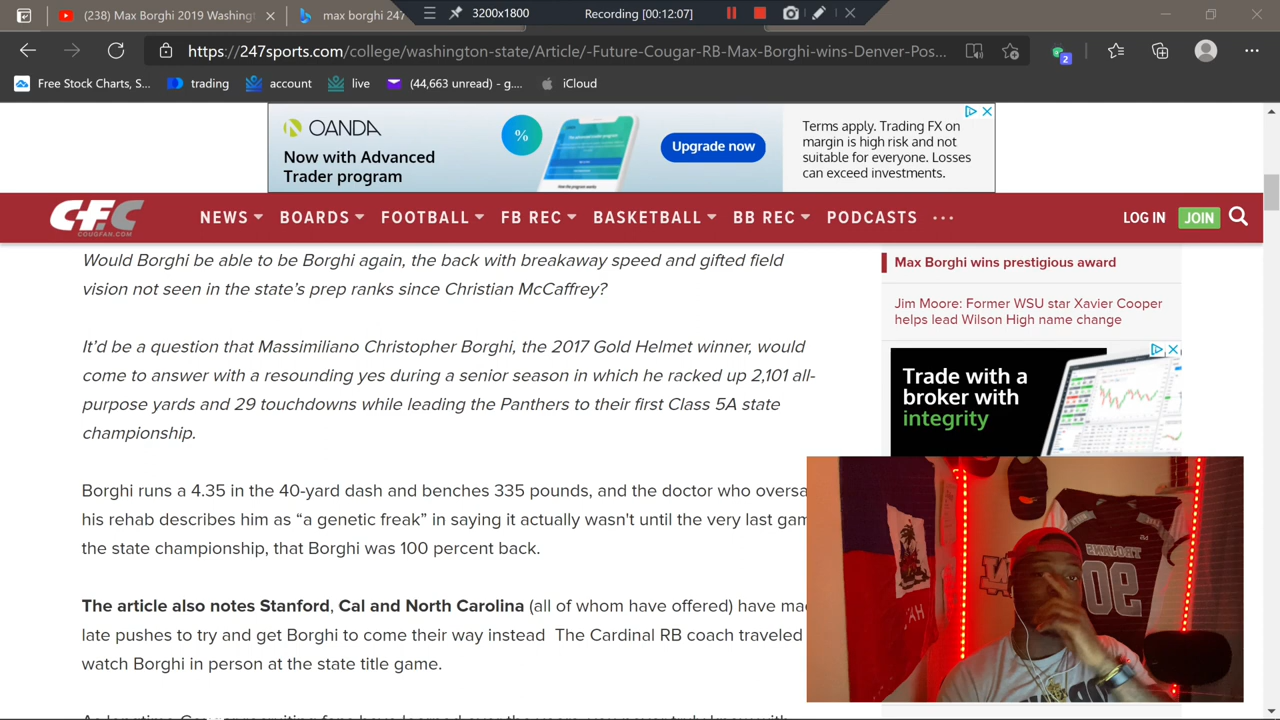 (238) Max Borghi 2019 Washingt
max borghi 247
3200x1800
Recording [00:12:07]
https://247sports.com/college/washington-state/Article/-Future-Cougar-RB-Max-Borghi-wins-Denver-Pos...
2
Free Stock Charts, S...
trading
account
live
(44,663 unread) - g....
iCloud
OANDA
Now with Advanced
Trader program
%
Upgrade now
Terms apply. Trading FX on
margin is high risk and not
suitable for everyone. Losses
can exceed investments.
CFC
COUGFAN.COM
NEWS
BOARDS
FOOTBALL
FB REC
BASKETBALL
BB REC
PODCASTS
LOG IN
JOIN
Would Borghi be able to be Borghi again, the back with breakaway speed and gifted field
vision not seen in the state's prep ranks since Christian McCaffrey?
It'd be a question that Massimiliano Christopher Borghi, the 2017 Gold Helmet winner, would
come to answer with a resounding yes during a senior season in which he racked up 2,101 all-
purpose yards and 29 touchdowns while leading the Panthers to their first Class 5A state
championship.
Borghi runs a 4.35 in the 40-yard dash and benches 335 pounds, and the doctor who oversa
his rehab describes him as “a genetic freak” in saying it actually wasn't until the very last gam
the state championship, that Borghi was 100 percent back.
The article also notes Stanford, Cal and North Carolina (all of whom have offered) have ma
late pushes to try and get Borghi to come their way instead The Cardinal RB coach traveled
watch Borghi in person at the state title game.
Max Borghi wins prestigious award
Jim Moore: Former WSU star Xavier Cooper
helps lead Wilson High name change
Trade with a
broker with
integrity